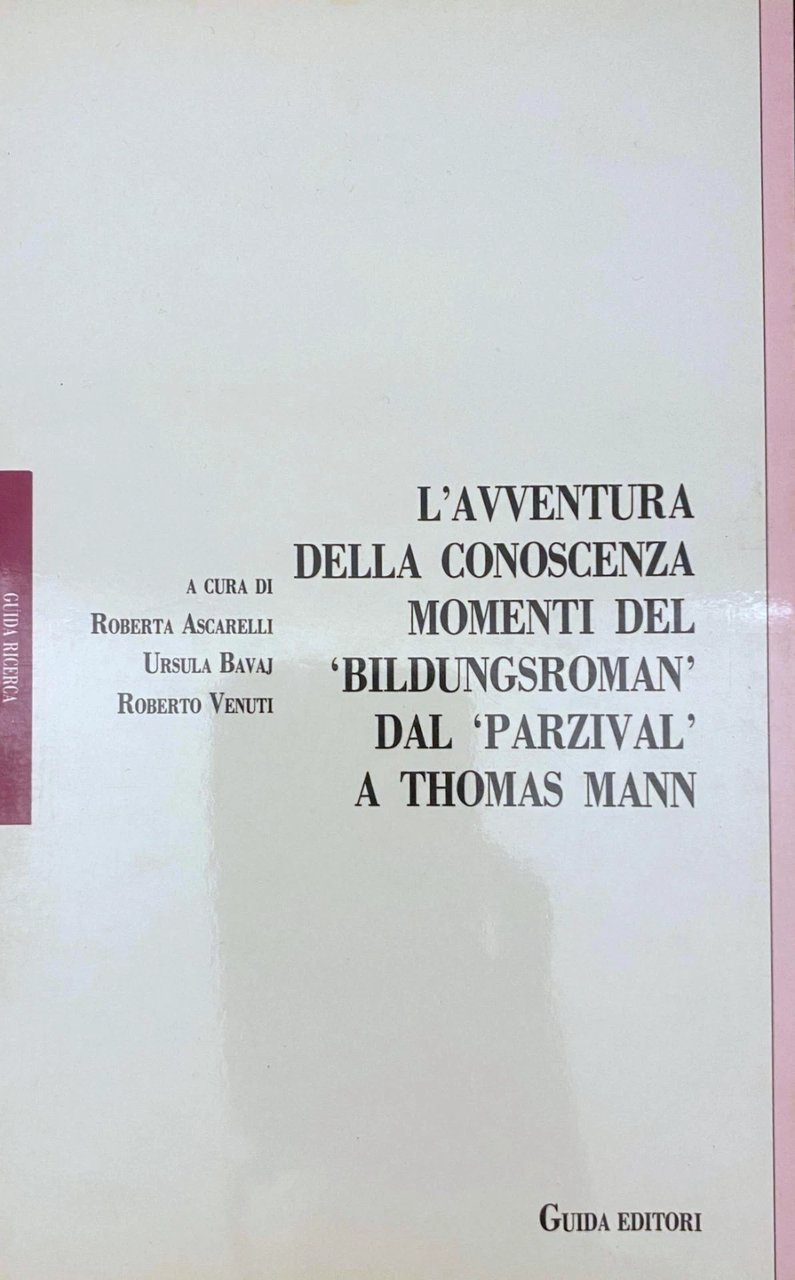 L'AVVENTURA
DELLA CONOSCENZA
MOMENTI DEL
‘BILDUNGSROMAN’
DAL ‘PARZIVAL’
A THOMAS MANN
A CURA DI
ROBERTA ASCARELLI
URSULA BAVAJ
ROBERTO VENUTI
GUIDA RICERCA
GUIDA EDITORI